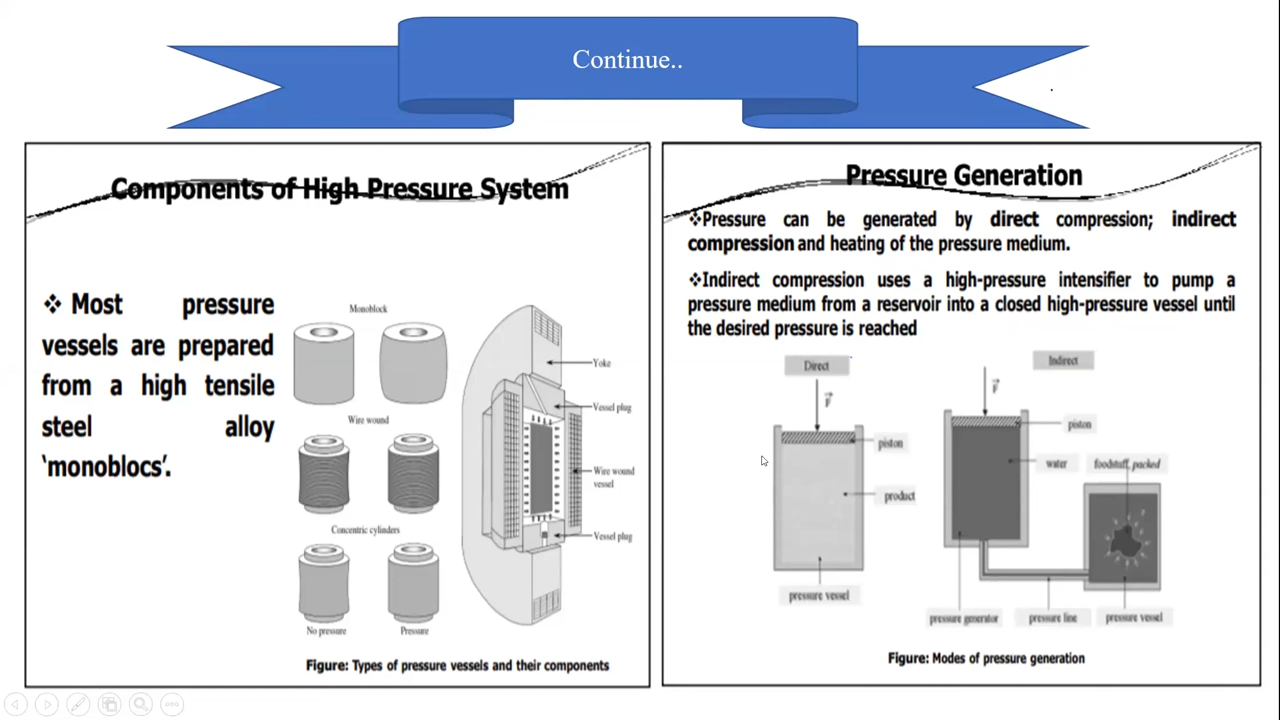 Continue..
Components of High Pressure System
❖ Most pressure
vessels are prepared
from a high tensile
steel alloy
‘monoblocs’.
Monoblock
Wire wound
Concentric cylinders
No pressure
Pressure
Yoke
Vessel plug
Wire wound
vessel
Vessel plug
Figure: Types of pressure vessels and their components
Pressure Generation
❖Pressure can be generated by direct compression; indirect
compression and heating of the pressure medium.
❖Indirect compression uses a high-pressure intensifier to pump a
pressure medium from a reservoir into a closed high-pressure vessel until
the desired pressure is reached
Direct
F
piston
product
pressure vessel
Indirect
F
piston
water
foodstuff, packed
pressure generator
pressure line
pressure vessel
Figure: Modes of pressure generation